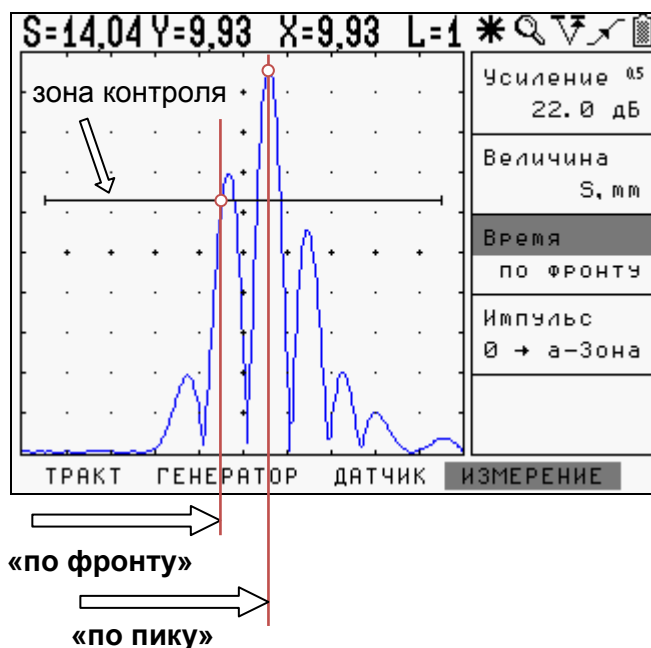 S=14,04 Y=9,93 X=9,93 L=1
зона контроля
Усиление 0.5
22.0 дБ
Величина
S, mm
Время
по фронту
Импульс
0 → а-Зона
ТРАКТ ГЕНЕРАТОР ДАТЧИК ИЗМЕРЕНИЕ
«по фронту»
«по пику»